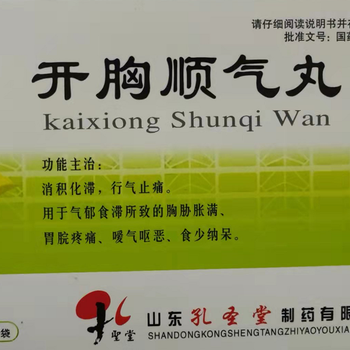 请仔细阅读说明书并在
批准文号：国药
开胸顺气丸
kaixiong Shunqi Wan
功能主治：
消积化滞，行气止痛。
用于气郁食滞所致的胸胁胀满、
胃脘疼痛、嗳气呕恶、食少纳呆。
袋
孔
聖堂
山东孔圣堂制药有限
SHANDONGKONGSHENGTANGZHIYAOYOUXIA